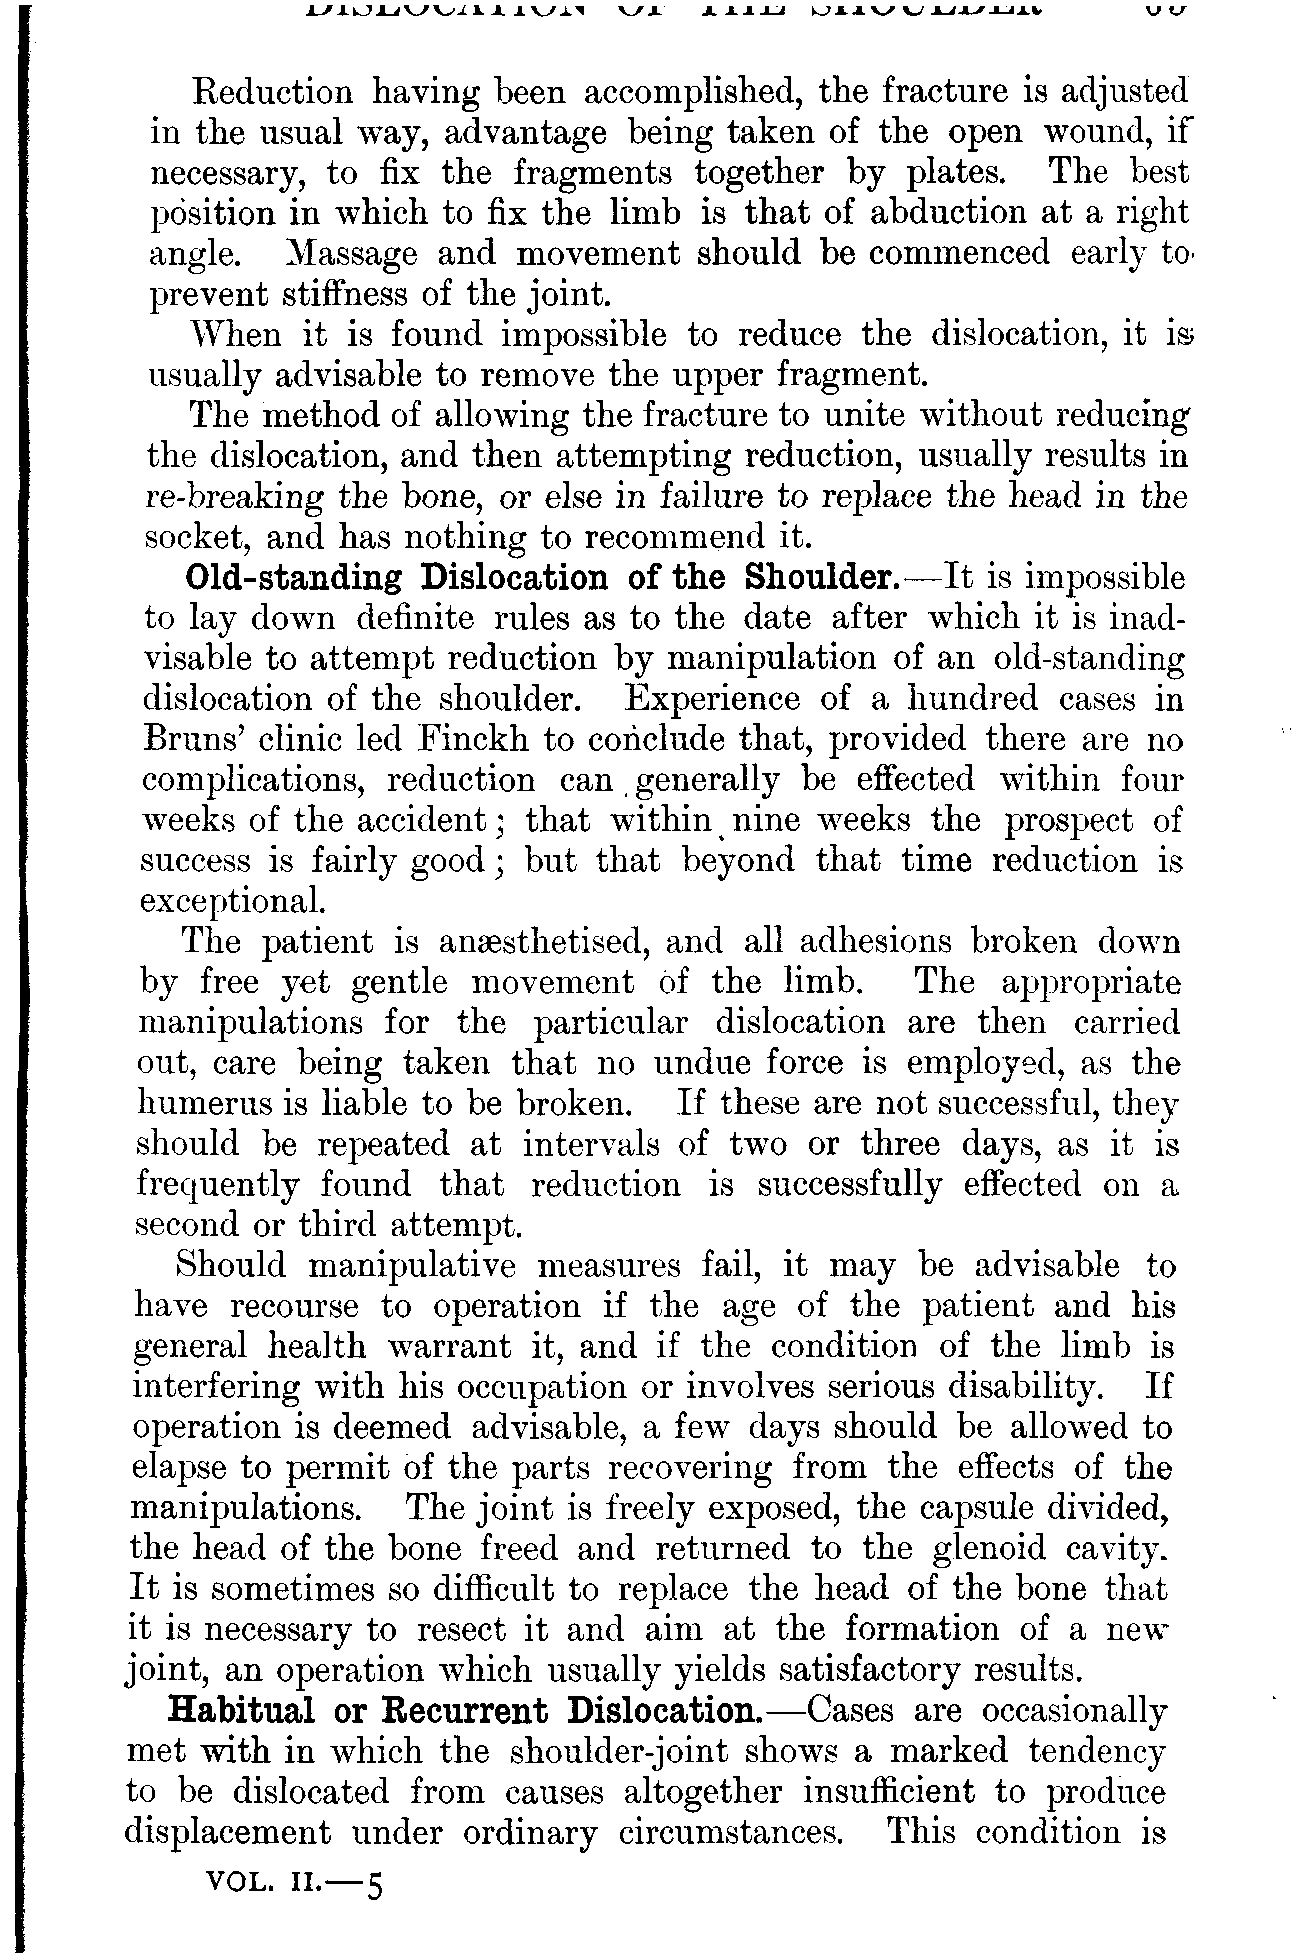 DISLOCATION OF THE SHOULDER
Reduction having been accomplished, the fracture is adjusted
in the usual way, advantage being taken of the open wound, if
necessary, to fix the fragments together by plates. The best
position in which to fix the limb is that of abduction at a right
angle. Massage and movement should be commenced early to
prevent stiffness of the joint.
When it is found impossible to reduce the dislocation, it is
usually advisable to remove the upper fragment.
The method of allowing the fracture to unite without reducing
the dislocation, and then attempting reduction, usually results in
re-breaking the bone, or else in failure to replace the head in the
socket, and has nothing to recommend it.
Old-standing Dislocation of the Shoulder.—It is impossible
to lay down definite rules as to the date after which it is inad-
visable to attempt reduction by manipulation of an old-standing
dislocation of the shoulder. Experience of a hundred cases in
Bruns' clinic led Finckh to conclude that, provided there are no
complications, reduction can generally be effected within four
weeks of the accident; that within nine weeks the prospect of
success is fairly good; but that beyond that time reduction is
exceptional.
The patient is anæsthetised, and all adhesions broken down
by free yet gentle movement of the limb. The appropriate
manipulations for the particular dislocation are then carried
out, care being taken that no undue force is employed, as the
humerus is liable to be broken. If these are not successful, they
should be repeated at intervals of two or three days, as it is
frequently found that reduction is successfully effected on a
second or third attempt.
Should manipulative measures fail, it may be advisable to
have recourse to operation if the age of the patient and his
general health warrant it, and if the condition of the limb is
interfering with his occupation or involves serious disability. If
operation is deemed advisable, a few days should be allowed to
elapse to permit of the parts recovering from the effects of the
manipulations. The joint is freely exposed, the capsule divided,
the head of the bone freed and returned to the glenoid cavity.
It is sometimes so difficult to replace the head of the bone that
it is necessary to resect it and aim at the formation of a new
joint, an operation which usually yields satisfactory results.
Habitual or Recurrent Dislocation.—Cases are occasionally
met with in which the shoulder-joint shows a marked tendency
to be dislocated from causes altogether insufficient to produce
displacement under ordinary circumstances. This condition is
VOL. II.—5